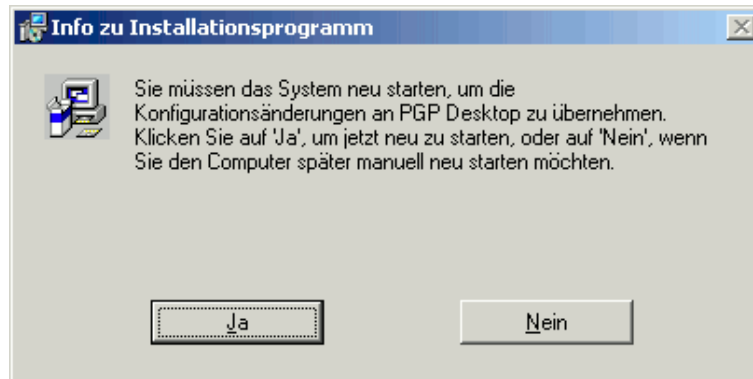 Info zu Installationsprogramm
Sie müssen das System neu starten, um die
Konfigurationsänderungen an PGP Desktop zu übernehmen.
Klicken Sie auf 'Ja', um jetzt neu zu starten, oder auf 'Nein', wenn
Sie den Computer später manuell neu starten möchten.
Ja
Nein